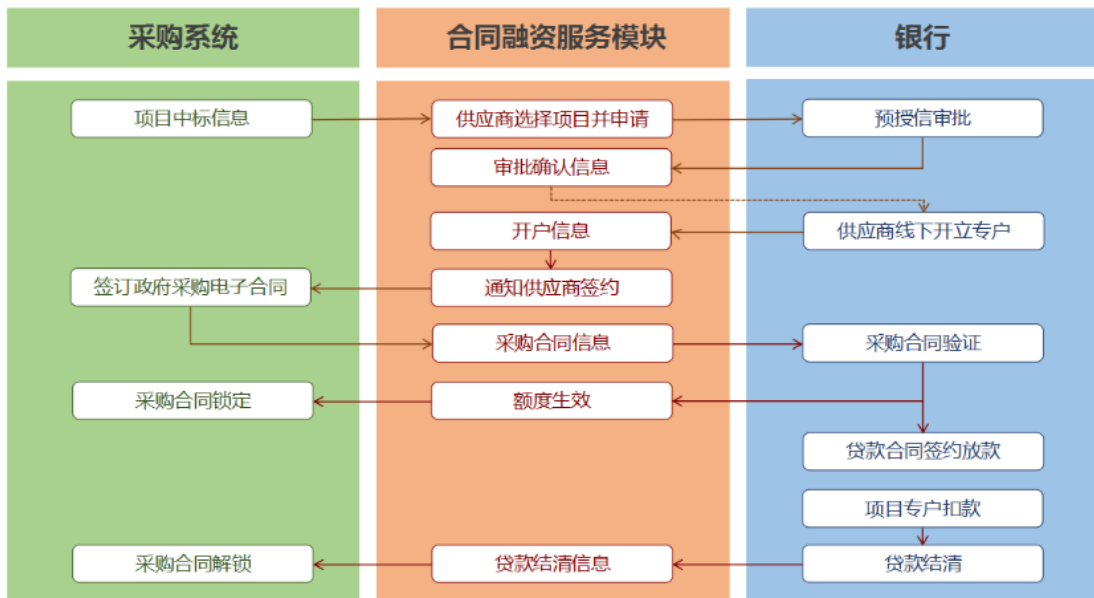 采购系统
合同融资服务模块
银行
项目中标信息
供应商选择项目并申请
预授信审批
审批确认信息
开户信息
供应商线下开立专户
签订政府采购电子合同
通知供应商签约
采购合同信息
采购合同验证
采购合同锁定
额度生效
贷款合同签约放款
项目专户扣款
采购合同解锁
贷款结清信息
贷款结清